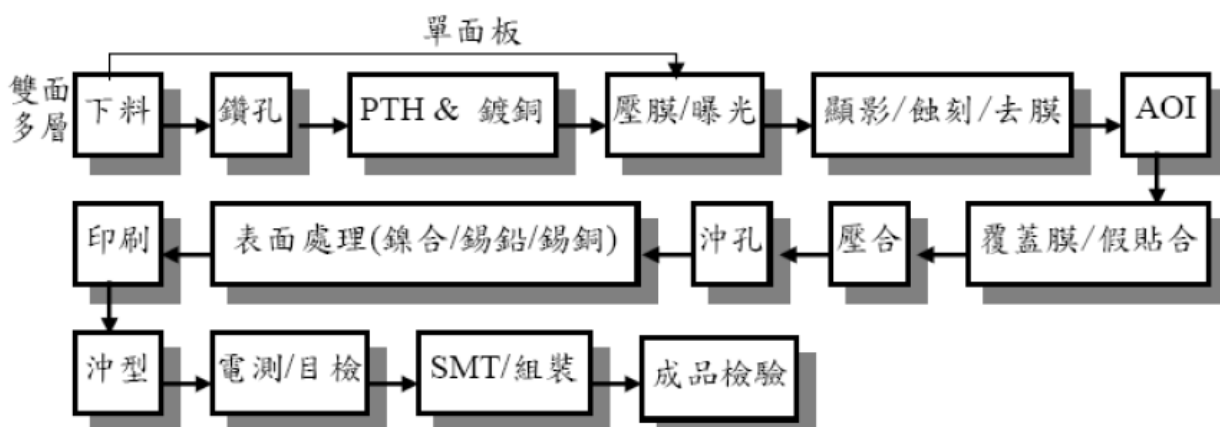 單面板
雙面
多層
下料
鑽孔
PTH & 鍍銅
壓膜/曝光
顯影/蝕刻/去膜
AOI
覆蓋膜/假貼合
壓合
沖孔
表面處理(鎳合/錫鉛/錫銅)
印刷
沖型
電測/目檢
SMT/組裝
成品檢驗